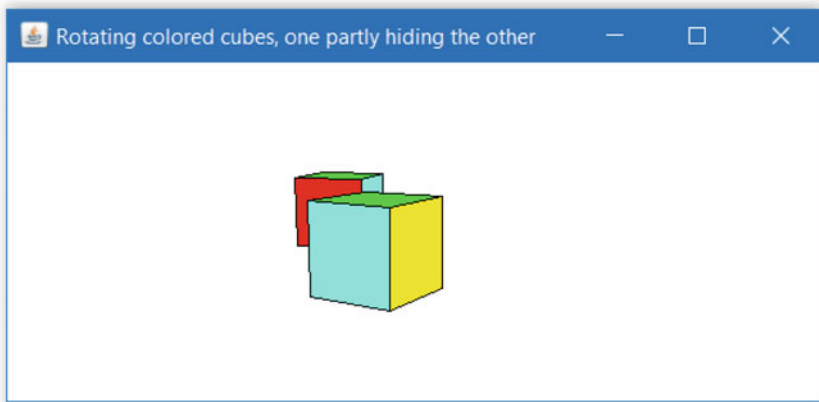 Rotating colored cubes, one partly hiding the other